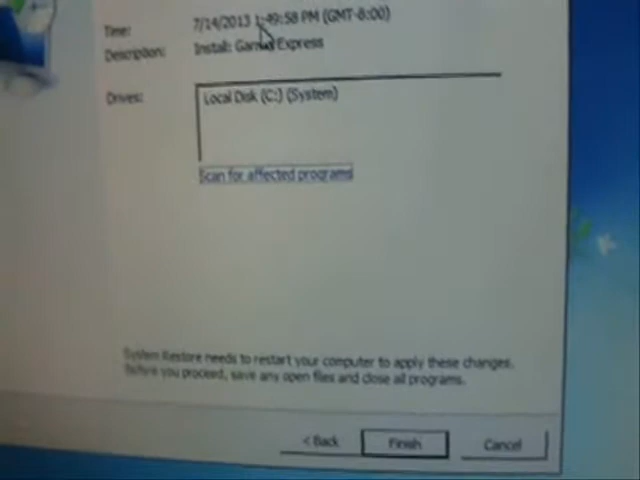 Time: 7/14/2013 1:49:58 PM (GMT-8:00)
Description: Install: Garmin Express
Drives: Local Disk (C:) (System)
Scan for affected programs
System Restore needs to restart your computer to apply these changes.
Before you proceed, save any open files and close all programs.
< Back Finish Cancel